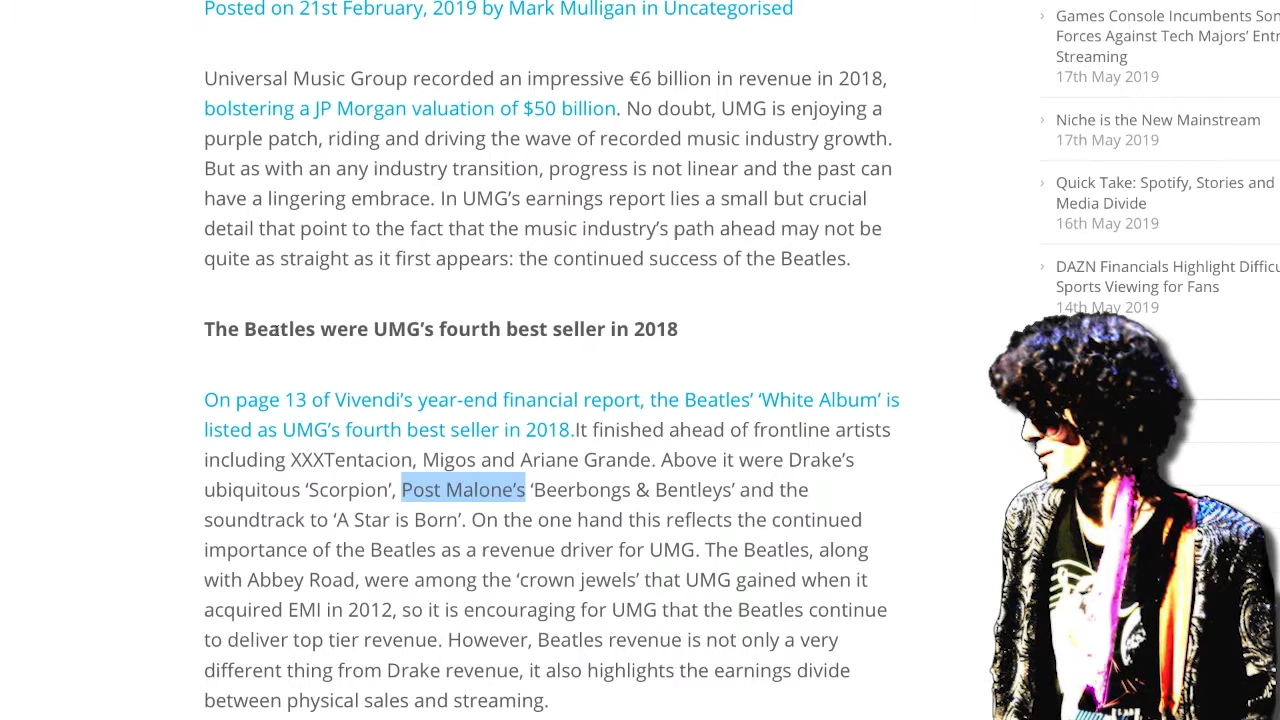 Posted on 21st February, 2019 by Mark Mulligan in Uncategorised
Universal Music Group recorded an impressive €6 billion in revenue in 2018,
bolstering a JP Morgan valuation of $50 billion. No doubt, UMG is enjoying a
purple patch, riding and driving the wave of recorded music industry growth.
But as with an any industry transition, progress is not linear and the past can
have a lingering embrace. In UMG’s earnings report lies a small but crucial
detail that point to the fact that the music industry’s path ahead may not be
quite as straight as it first appears: the continued success of the Beatles.
The Beatles were UMG’s fourth best seller in 2018
On page 13 of Vivendi’s year-end financial report, the Beatles’ ‘White Album’ is
listed as UMG’s fourth best seller in 2018.It finished ahead of frontline artists
including XXXTentacion, Migos and Ariane Grande. Above it were Drake’s
ubiquitous ‘Scorpion’, Post Malone’s ‘Beerbongs & Bentleys’ and the
soundtrack to ‘A Star is Born’. On the one hand this reflects the continued
importance of the Beatles as a revenue driver for UMG. The Beatles, along
with Abbey Road, were among the ‘crown jewels’ that UMG gained when it
acquired EMI in 2012, so it is encouraging for UMG that the Beatles continue
to deliver top tier revenue. However, Beatles revenue is not only a very
different thing from Drake revenue, it also highlights the earnings divide
between physical sales and streaming.
Games Console Incumbents
Forces Against Tech Majors’
Streaming
17th May 2019
Niche is the New Mainstream
17th May 2019
Quick Take: Spotify, Stories and
Media Divide
16th May 2019
DAZN Financials Highlight
Sports Viewing for Fans
14th May 2019